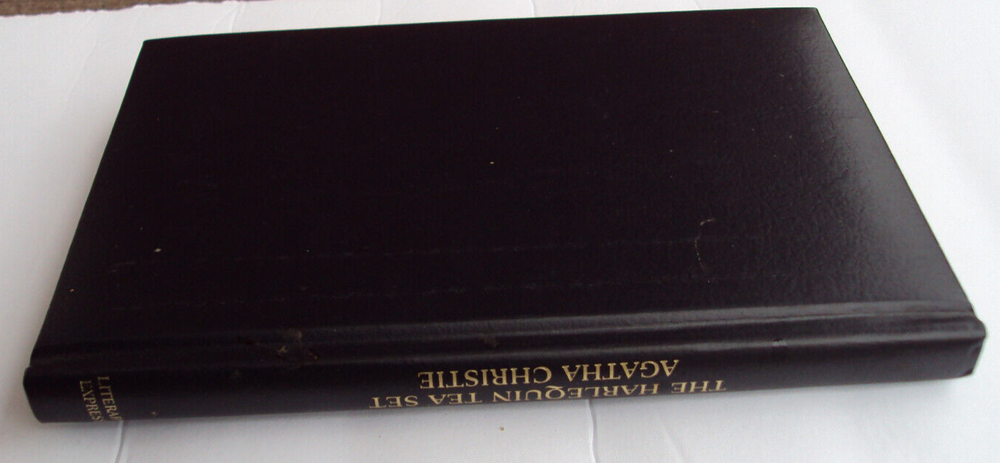 THE HARLEQUIN TEA SET
AGATHA CHRISTIE